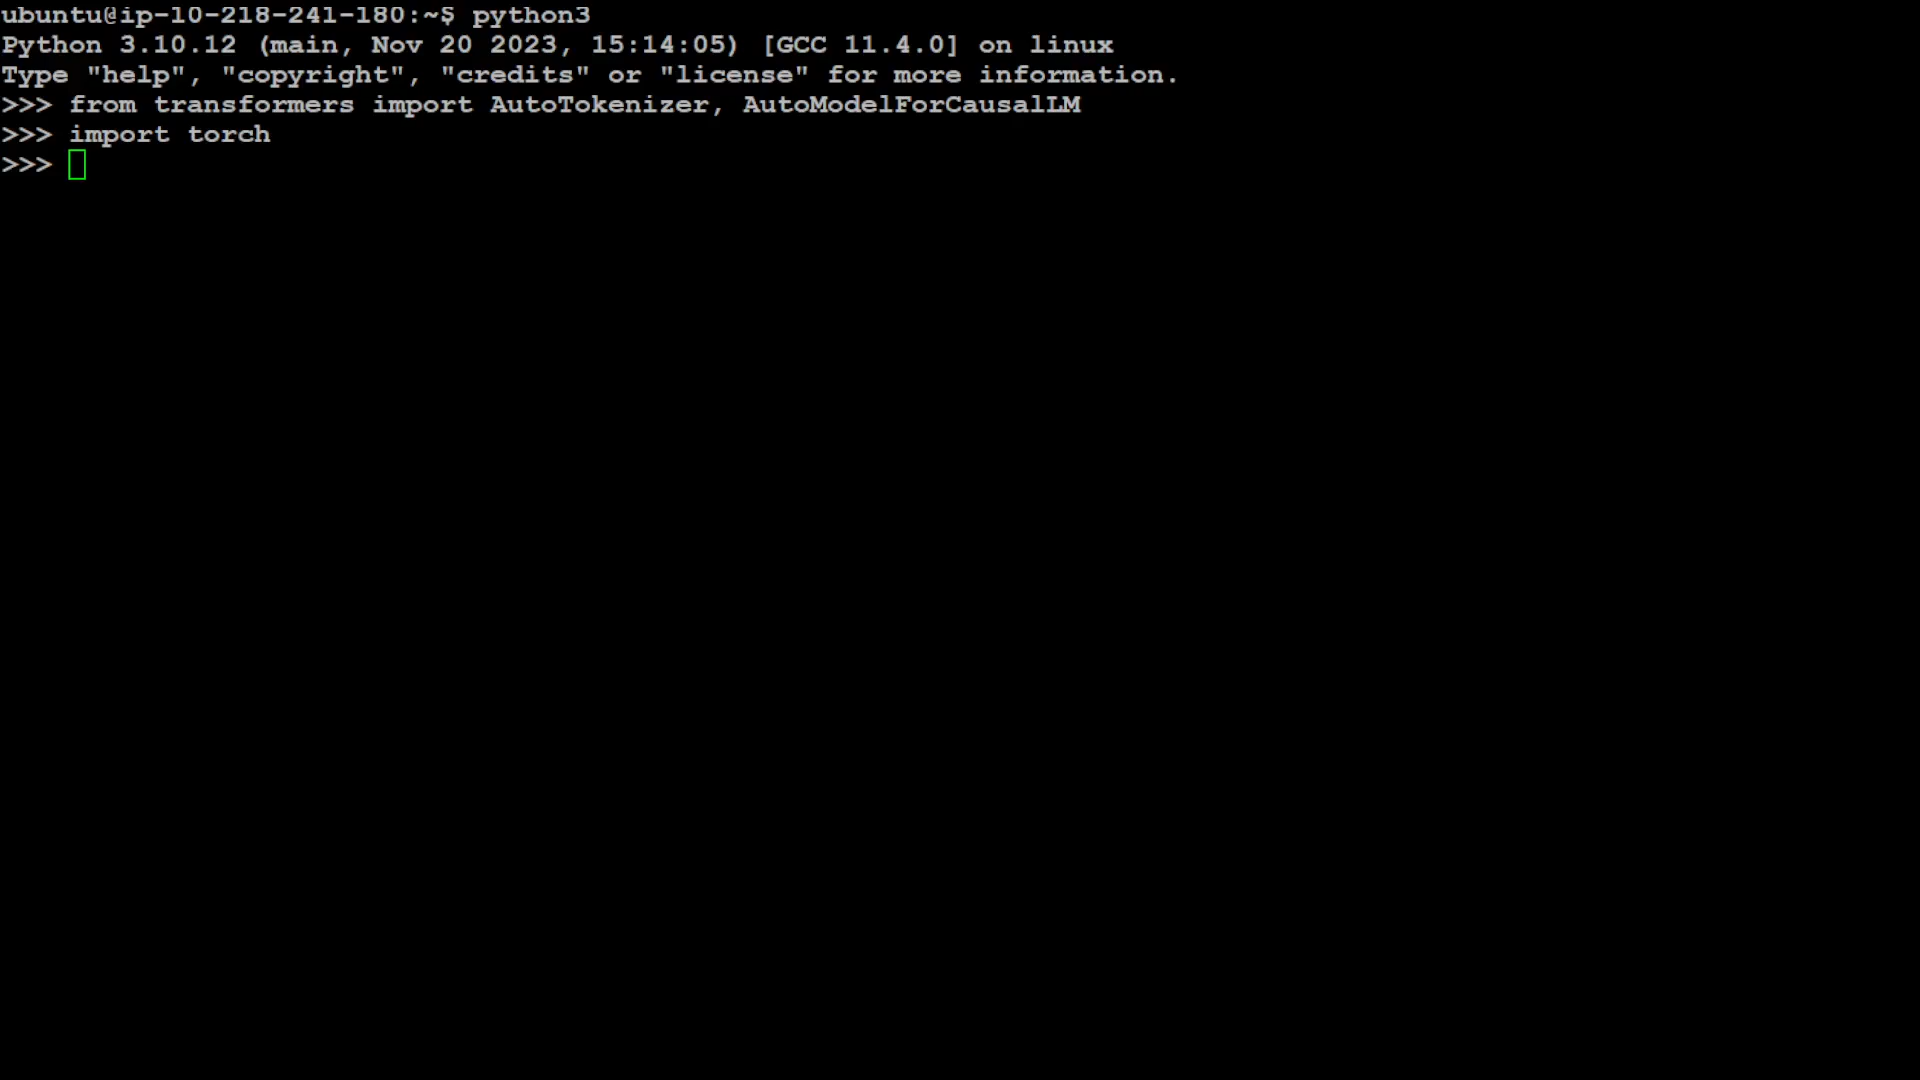 ubuntu@ip-10-218-241-180:~$ python3
Python 3.10.12 (main, Nov 20 2023, 15:14:05) [GCC 11.4.0] on linux
Type "help", "copyright", "credits" or "license" for more information.
>>> from transformers import AutoTokenizer, AutoModelForCausalLM
>>> import torch
>>>